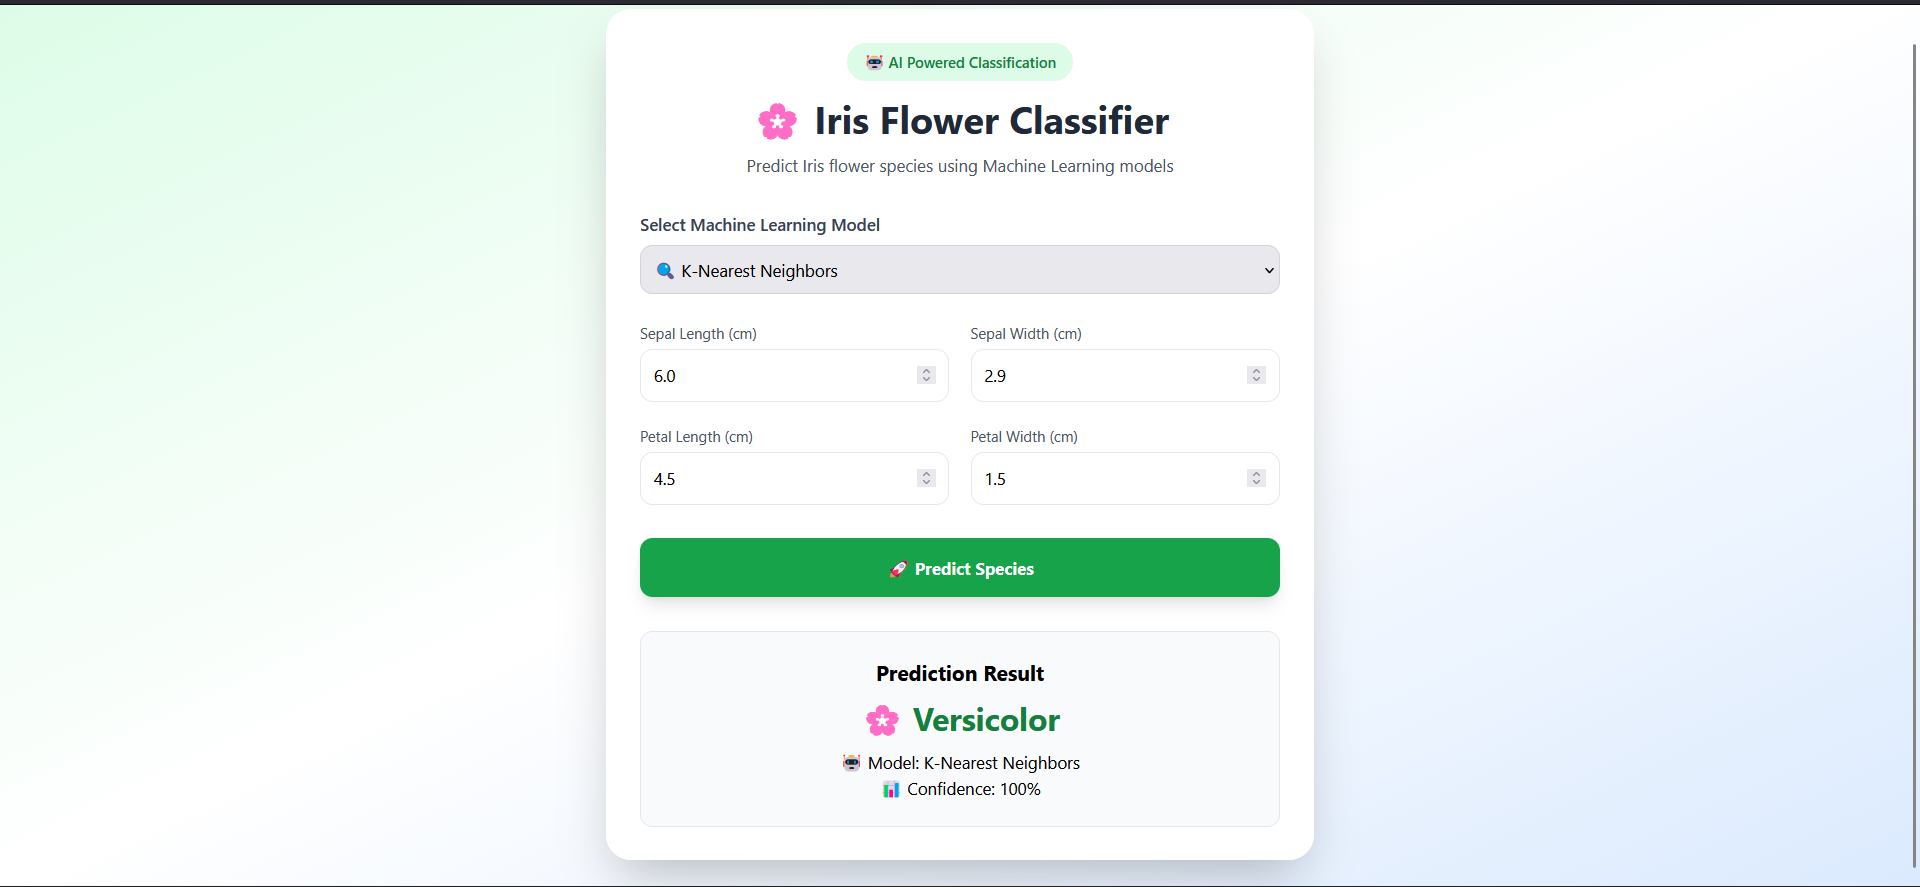 🤖 AI Powered Classification
🌸 Iris Flower Classifier
Predict Iris flower species using Machine Learning models
Select Machine Learning Model
🔍 K-Nearest Neighbors
Sepal Length (cm)
Sepal Width (cm)
6.0
2.9
Petal Length (cm)
Petal Width (cm)
4.5
1.5
🚀 Predict Species
Prediction Result
🌸 Versicolor
🤖 Model: K-Nearest Neighbors
📊 Confidence: 100%